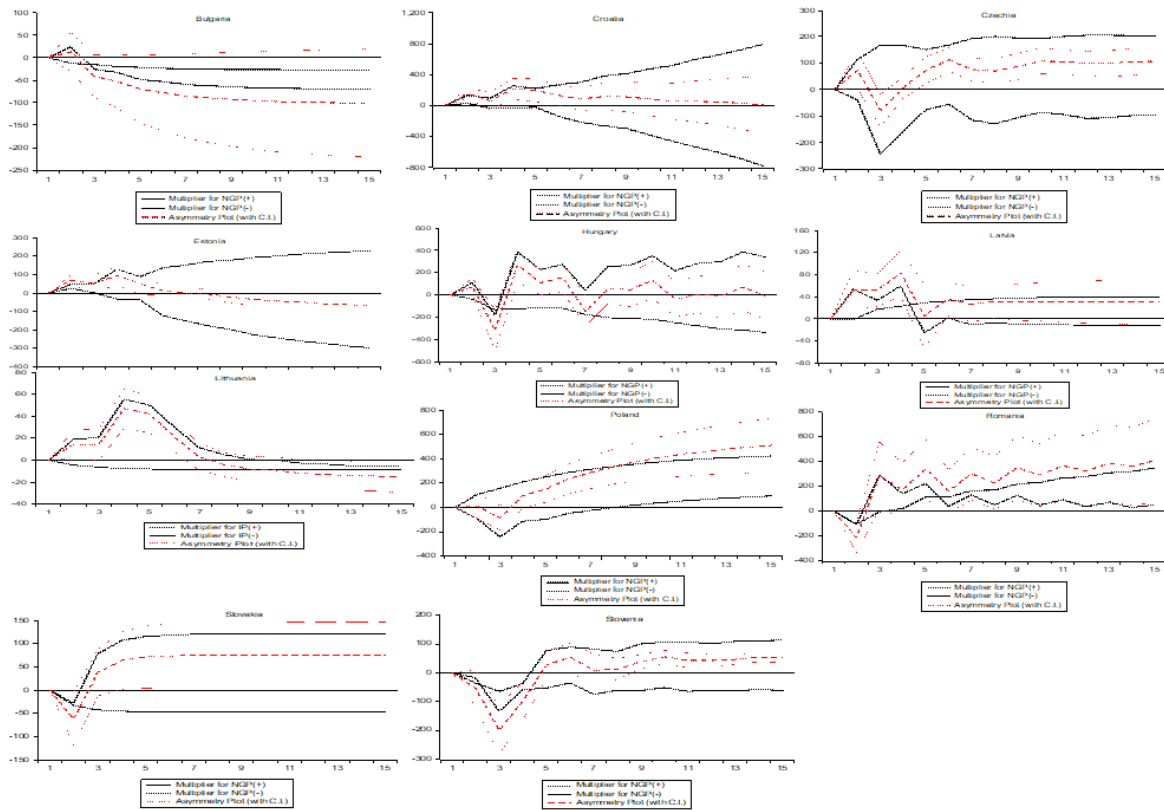 Bulgaria
100
50
0
-50
-100
-150
-200
-250
1 3 5 7 9 11 13 15
Multiplier for NGP(+)
Multiplier for NGP(-)
Asymmetry Plot (with C.I.)
Croatia
1,200
800
400
0
-400
-800
1 3 5 7 9 11 13 15
Multiplier for NGP(+)
Multiplier for NGP(-)
Asymmetry Plot (with C.I.)
Czechia
300
200
100
0
-100
-200
-300
1 3 5 7 9 11 13 15
Multiplier for NGP(+)
Multiplier for NGP(-)
Asymmetry Plot (with C.I.)
Estonia
300
200
100
0
-100
-200
-300
-400
1 3 5 7 9 11 13 15
Hungary
600
400
200
0
-200
-400
-600
1 3 5 7 9 11 13 15
Multiplier for NGP(+)
Multiplier for NGP(-)
Asymmetry Plot (with C.I.)
Latvia
160
120
80
40
0
-40
-80
1 3 5 7 9 11 13 15
Multiplier for NGP(+)
Multiplier for NGP(-)
Asymmetry Plot (with C.I.)
Lithuania
80
60
40
20
0
-20
-40
1 3 5 7 9 11 13 15
Multiplier for IP(+)
Multiplier for IP(-)
Asymmetry Plot (with C.I.)
Poland
800
600
400
200
0
-200
-400
1 3 5 7 9 11 13 15
Multiplier for NGP(+)
Multiplier for NGP(-)
Asymmetry Plot (with C.I.)
Romania
800
600
400
200
0
-200
-400
1 3 5 7 9 11 13 15
Multiplier for NGP(+)
Multiplier for NGP(-)
Asymmetry Plot (with C.I.)
Slovakia
150
100
50
0
-50
-100
-150
1 3 5 7 9 11 13 15
Multiplier for NGP(+)
Multiplier for NGP(-)
Asymmetry Plot (with C.I.)
Slovenia
200
100
0
-100
-200
-300
1 3 5 7 9 11 13 15
Multiplier for NGP(+)
Multiplier for NGP(-)
Asymmetry Plot (with C.I.)